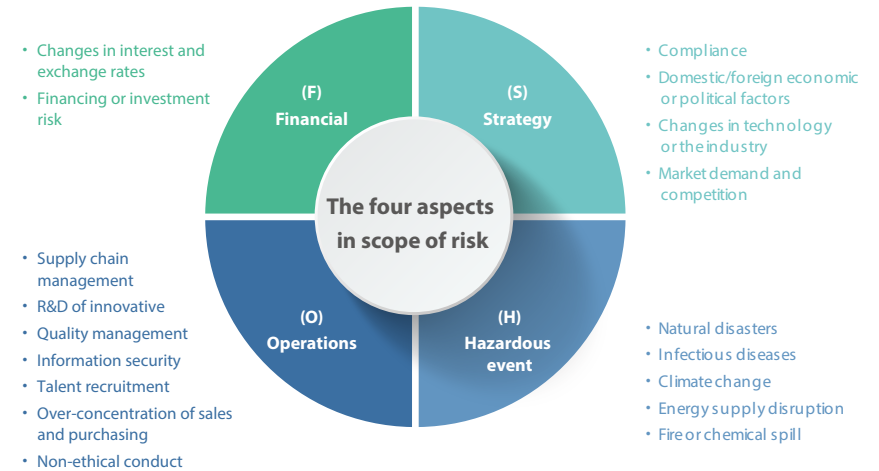 • Changes in interest and
exchange rates
• Financing or investment
risk
(F)
Financial
(S)
Strategy
• Compliance
• Domestic/foreign economic
or political factors
• Changes in technology
or the industry
• Market demand and
competition
The four aspects
in scope of risk
• Supply chain
management
• R&D of innovative
• Quality management
• Information security
• Talent recruitment
• Over-concentration of sales
and purchasing
• Non-ethical conduct
(O)
Operations
(H)
Hazardous
event
• Natural disasters
• Infectious diseases
• Climate change
• Energy supply disruption
• Fire or chemical spill